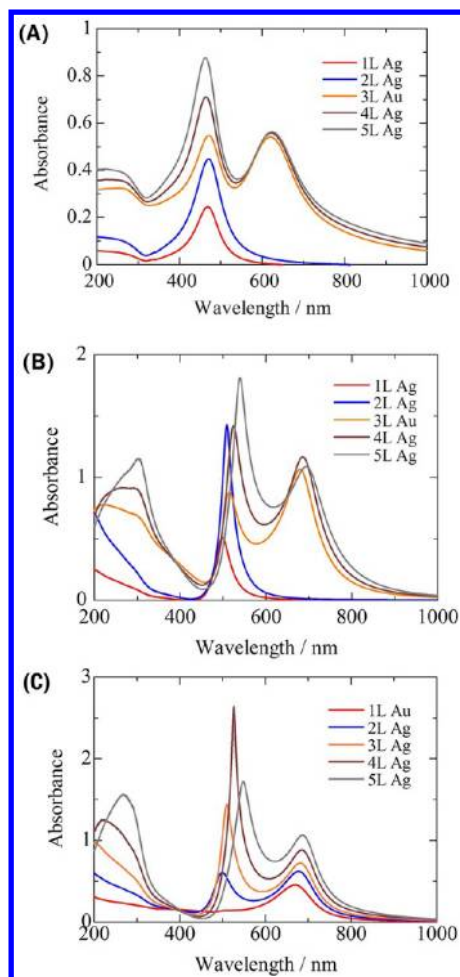 (A)
1
0.8
0.6
0.4
0.2
0
Absorbance
1L Ag
2L Ag
3L Au
4L Ag
5L Ag
200 400 600 800 1000
Wavelength / nm
(B)
2
1
0
Absorbance
1L Ag
2L Ag
3L Au
4L Ag
5L Ag
200 400 600 800 1000
Wavelength / nm
(C)
3
2
1
0
Absorbance
1L Au
2L Ag
3L Ag
4L Ag
5L Ag
200 400 600 800 1000
Wavelength / nm